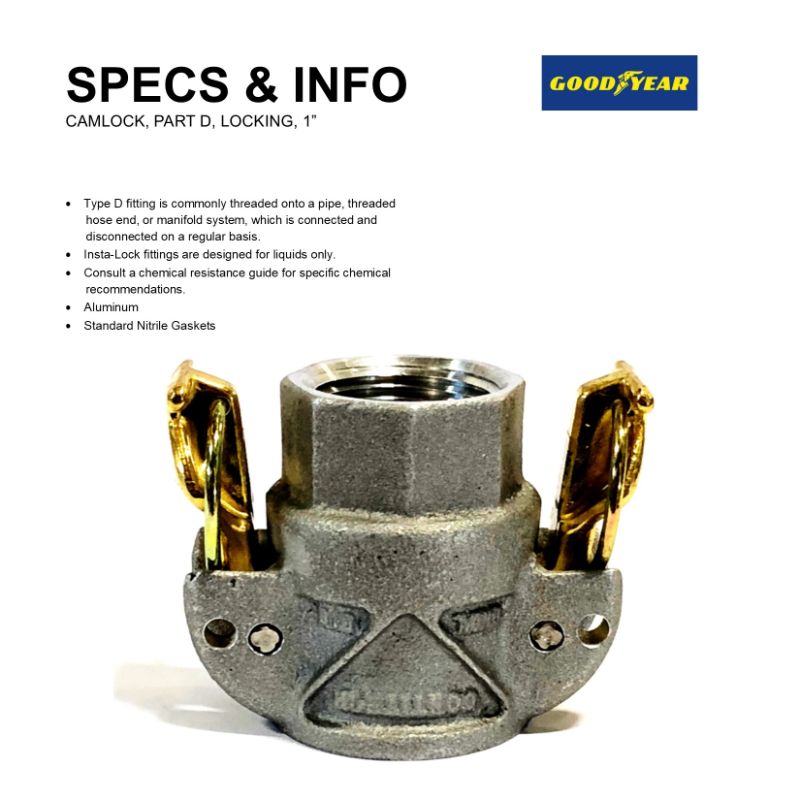 SPECS & INFO
CAMLOCK, PART D, LOCKING, 1”
GOODYEAR
• Type D fitting is commonly threaded onto a pipe, threaded
hose end, or manifold system, which is connected and
disconnected on a regular basis.
• Insta-Lock fittings are designed for liquids only.
• Consult a chemical resistance guide for specific chemical
recommendations.
• Aluminum
• Standard Nitrile Gaskets